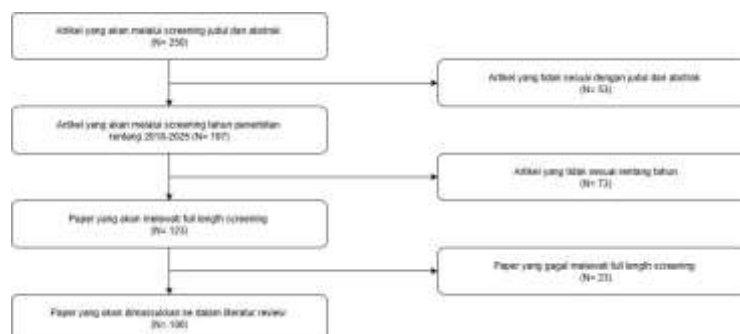 Artikel yang akan melalui screening judul dan abstrak
(N= 250)
Artikel yang tidak sesuai dengan judul dan abstrak
(N= 53)
Artikel yang akan melalui screening tahun penerbitan
rentang 2018-2025 (N= 197)
Artikel yang tidak sesuai rentang tahun
(N= 73)
Paper yang akan melewati full length screening
(N= 123)
Paper yang gagal melewati full length screening
(N= 23)
Paper yang akan dimasukkan ke dalam literatur review
(N= 100)